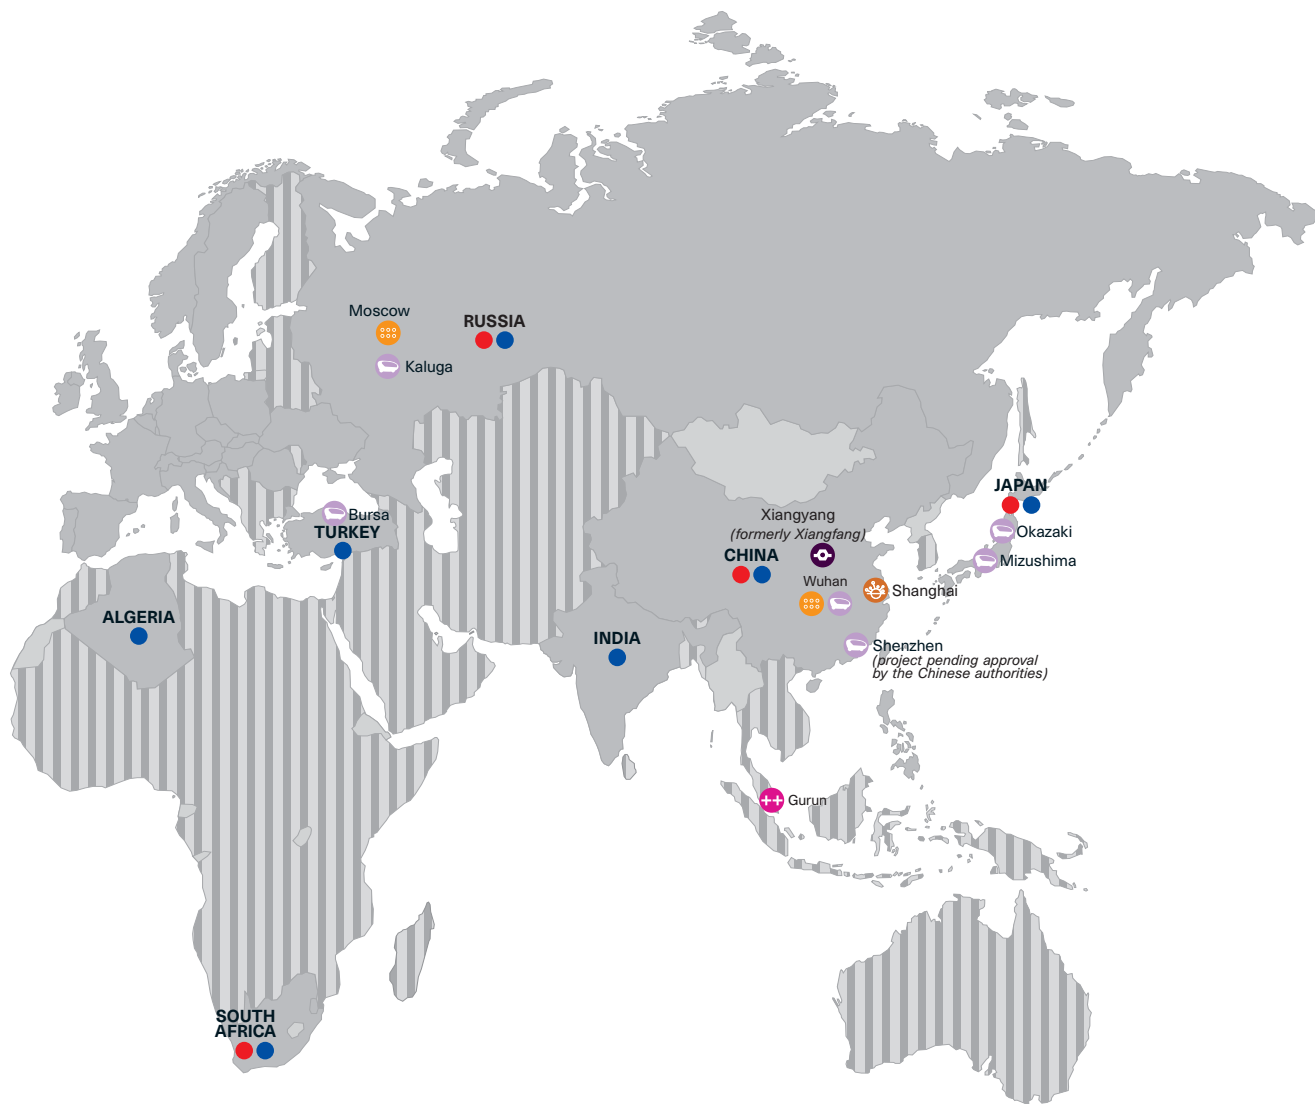 Moscow
RUSSIA
Kaluga
JAPAN
Bursa
TURKEY
Xiangyang
(formerly Xiangfang)
Okazaki
CHINA
Mizushima
Wuhan
Shanghai
ALGERIA
INDIA
Shenzhen
(project pending approval
by the Chinese authorities)
Gurun
SOUTH
AFRICA